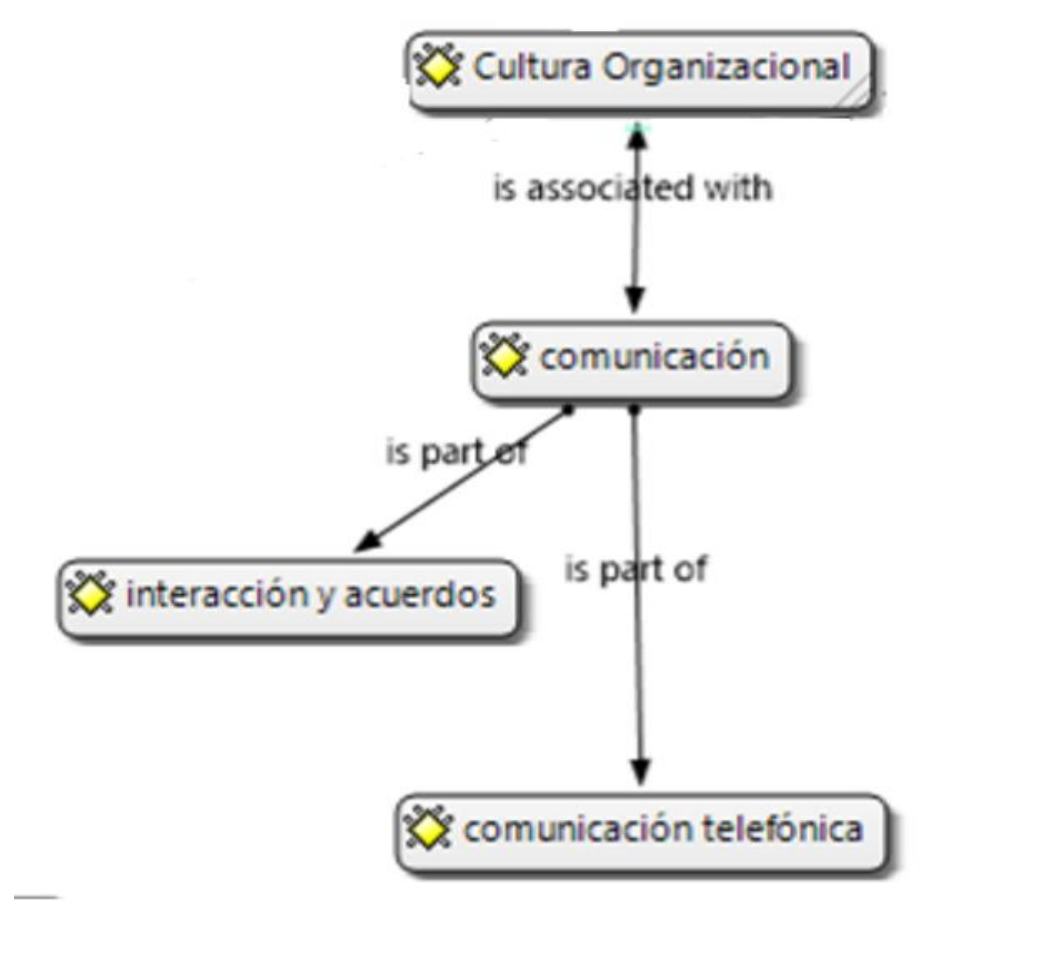 Cultura Organizacional
is associated with
comunicación
is part of
interacción y acuerdos
is part of
comunicación telefónica